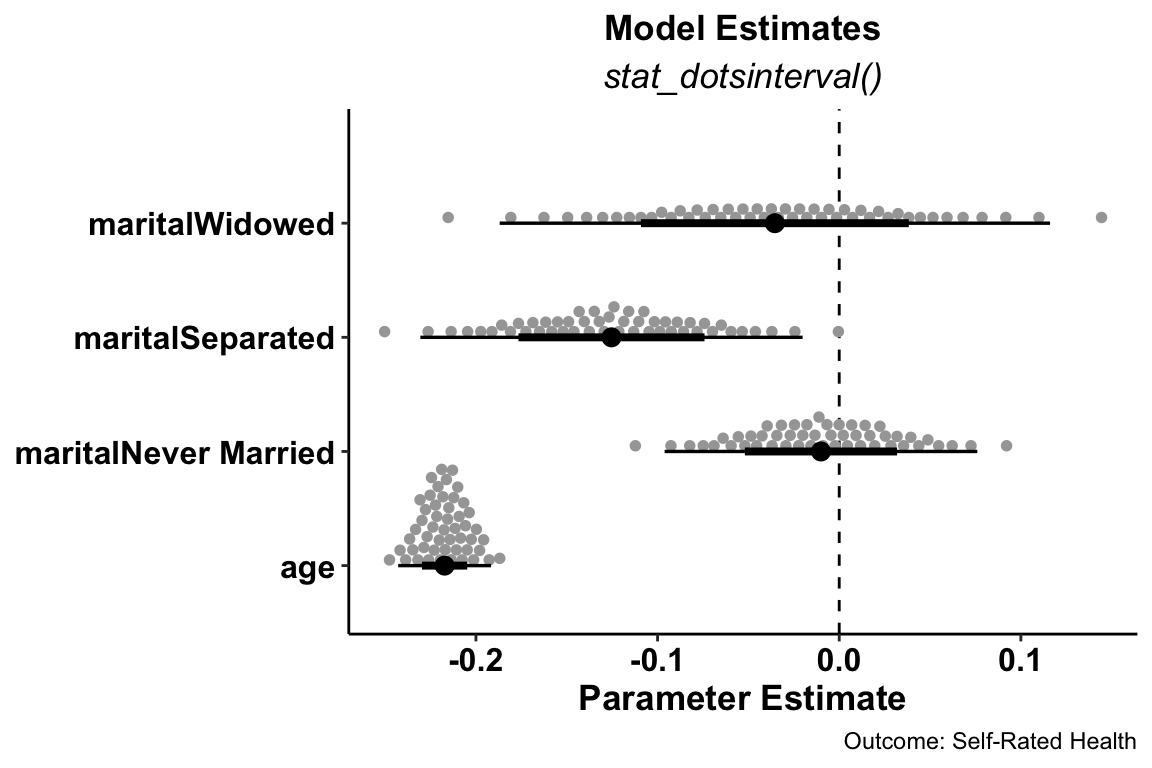 Model Estimates
stat_dotsinterval()
maritalWidowed
maritalSeparated
maritalNever Married
age
-0.2 -0.1 0.0 0.1
Parameter Estimate
Outcome: Self-Rated Health